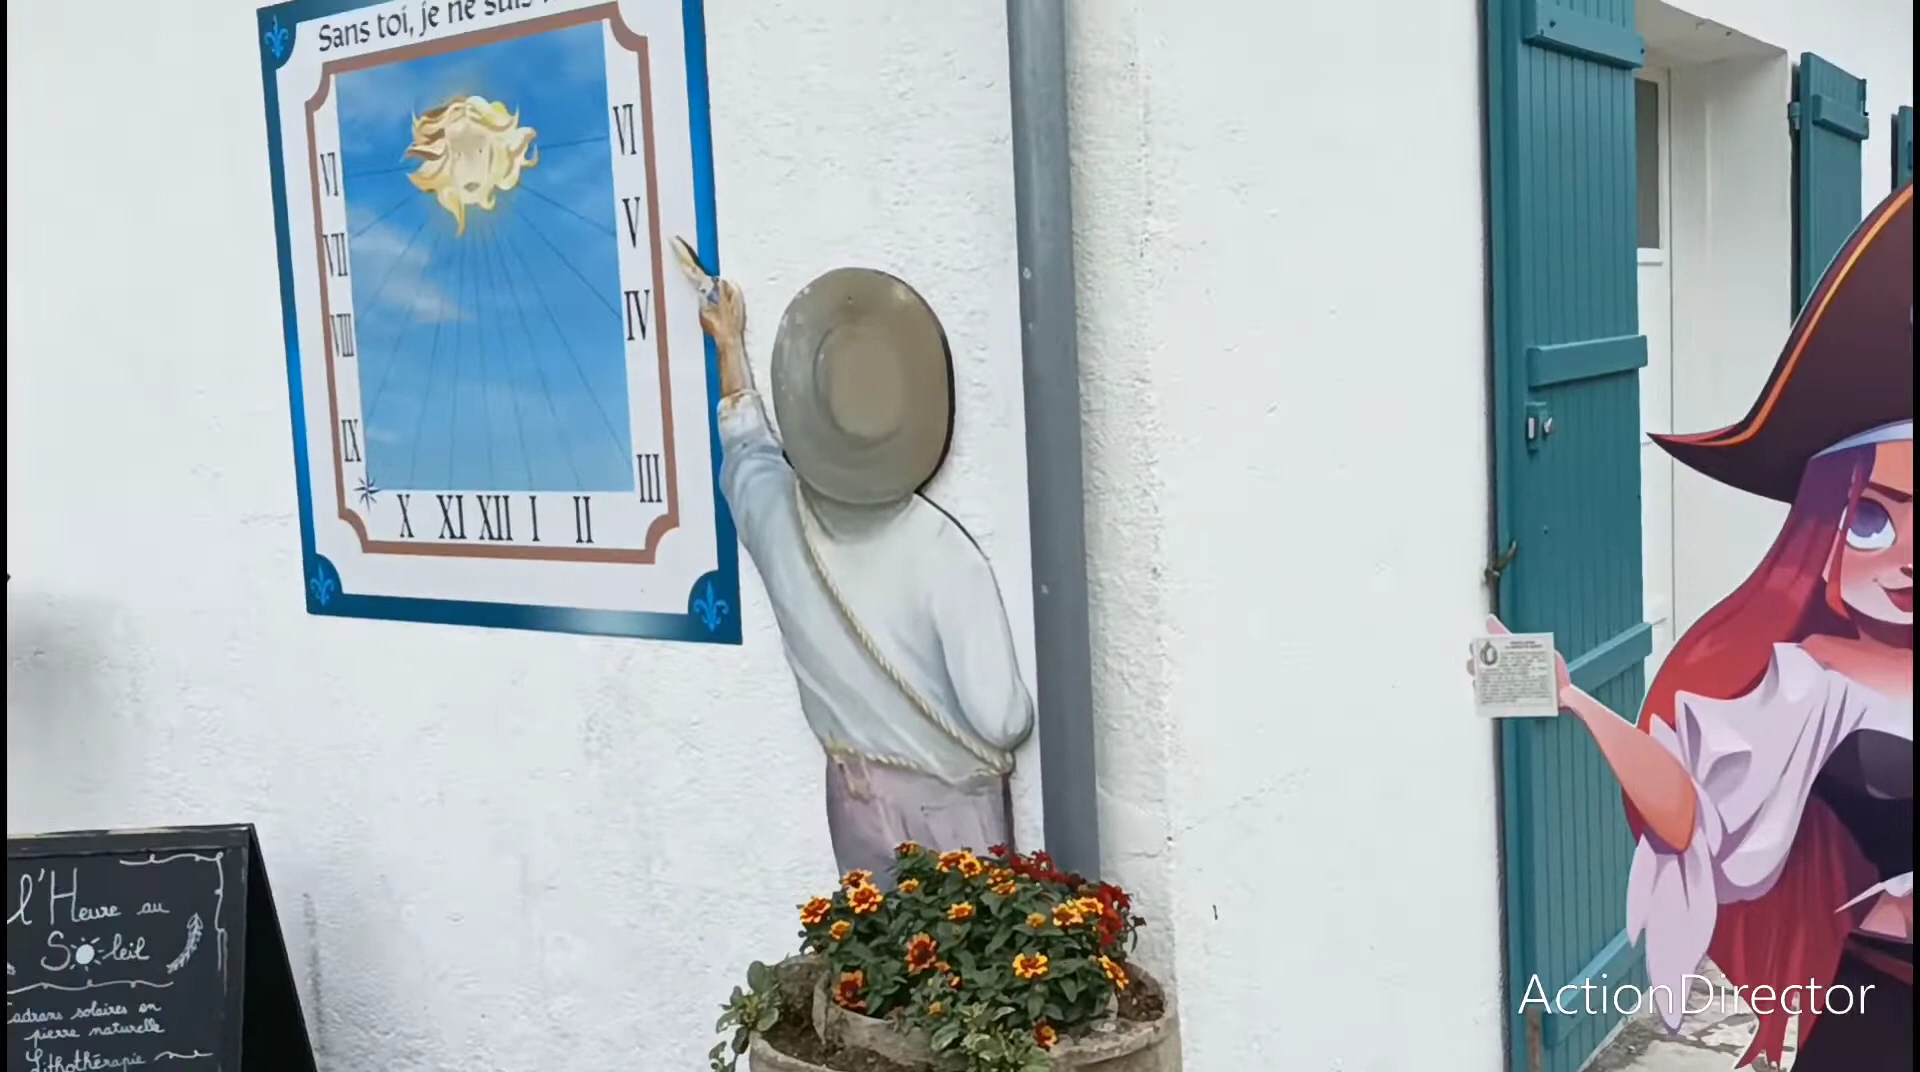 Sans toi, je ne suis
VI
VI
VII
V
VIII
IV
IX
III
X XI XII I II
l'Heure au
Soleil
adrans solaires en
pierre naturelle
Lithothérapie
ActionDirector